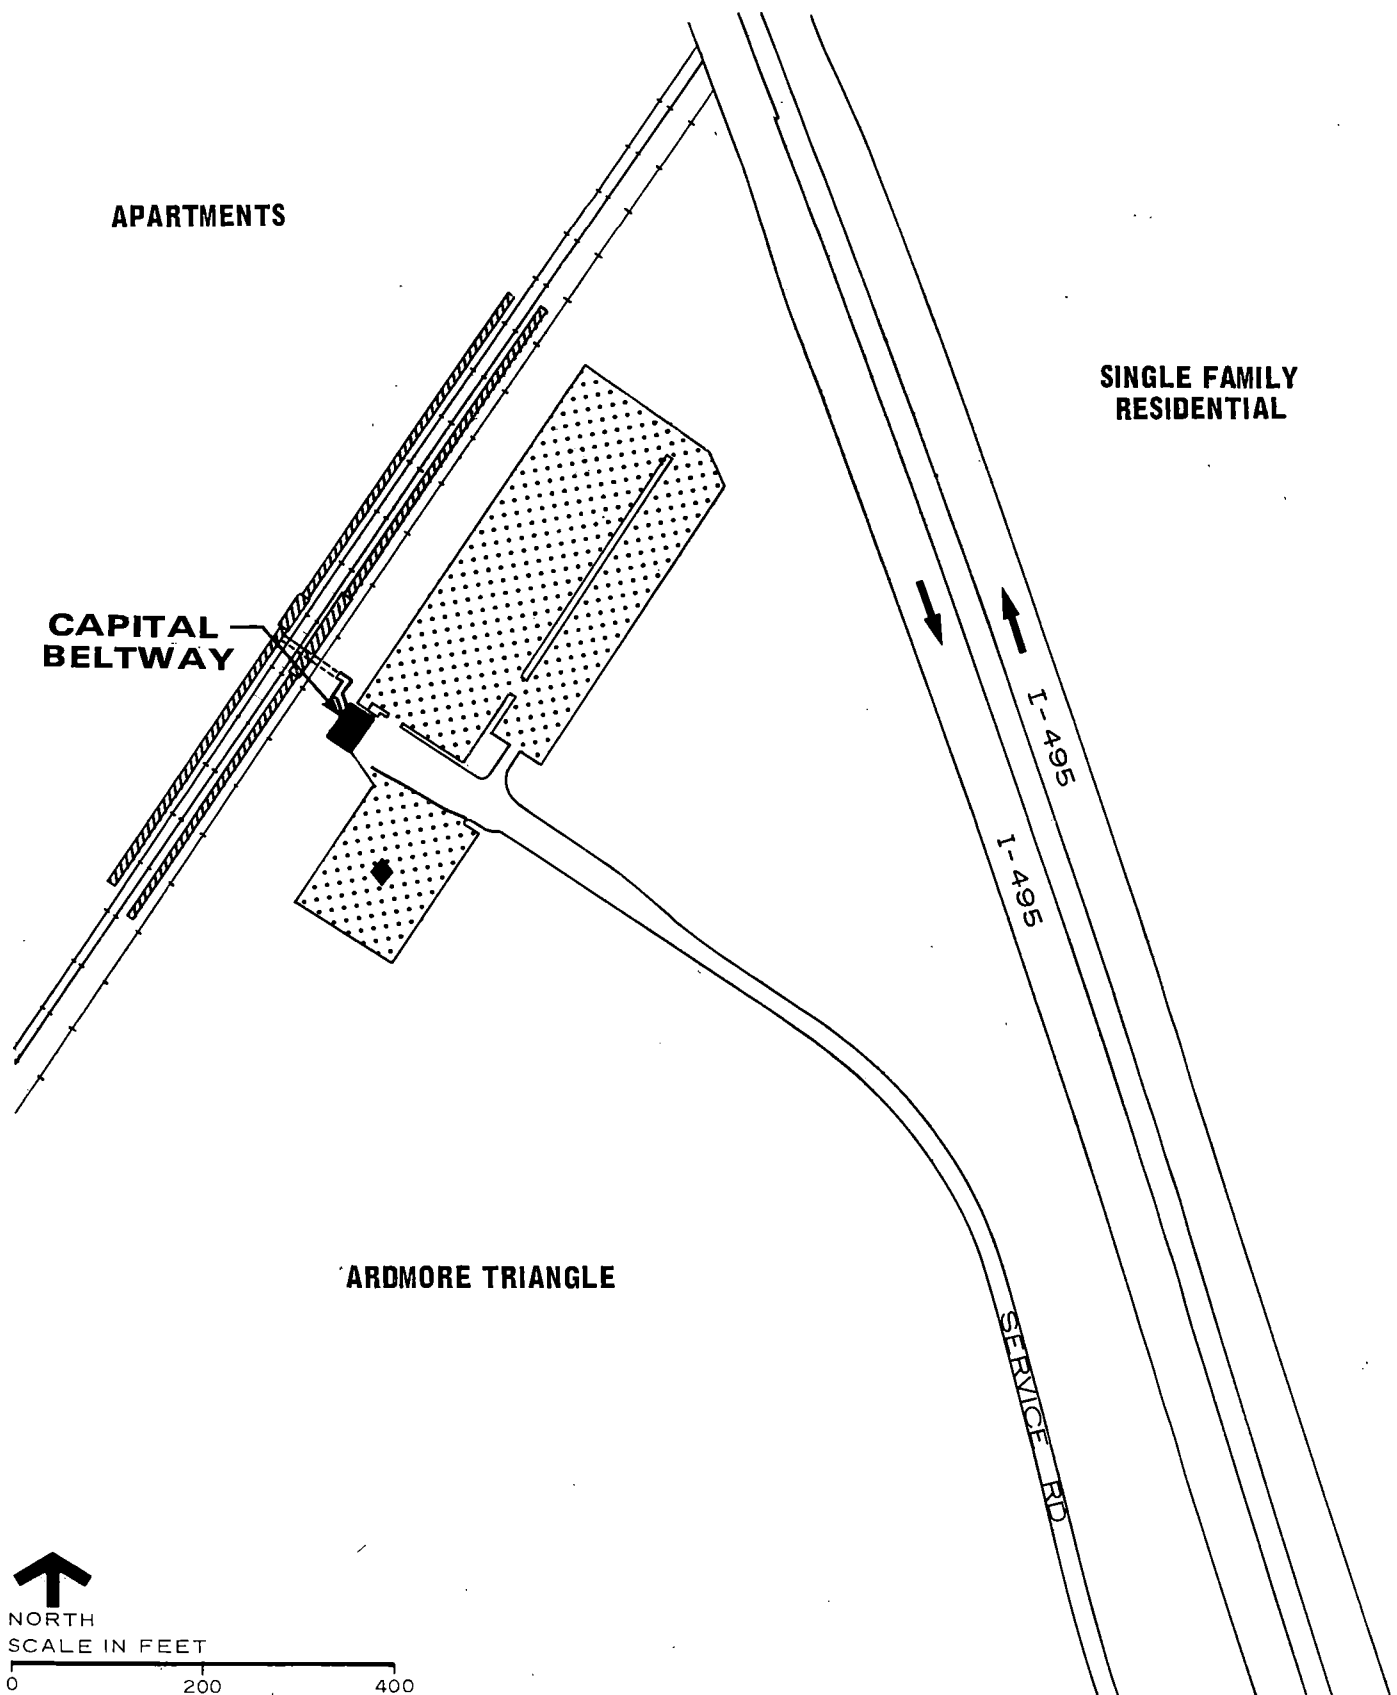 APARTMENTS
SINGLE FAMILY
RESIDENTIAL
CAPITAL
BELTWAY
I-495
I-495
ARDMORE TRIANGLE
SERVICE RD
NORTH
SCALE IN FEET
0 200 400